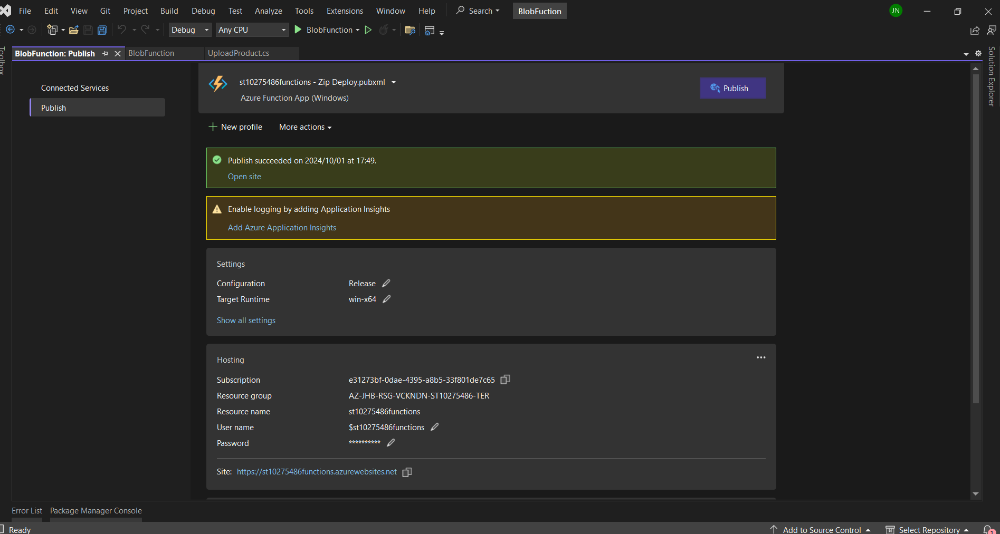 File Edit View Git Project Build Debug Test Analyze Tools Extensions Window Help Search BlobFuction JN
Debug Any CPU BlobFunction
Toolbox
BlobFunction: Publish BlobFunction UploadProduct.cs
Solution Explorer
Connected Services
Publish
st10275486functions - Zip Deploy.pubxml
Azure Function App (Windows)
Publish
New profile More actions
Publish succeeded on 2024/10/01 at 17:49.
Open site
Enable logging by adding Application Insights
Add Azure Application Insights
Settings
Configuration Release
Target Runtime win-x64
Show all settings
Hosting
Subscription e31273bf-0dae-4395-a8b5-33f801de7c65
Resource group AZ-JHB-RSG-VCKNDN-ST10275486-TER
Resource name st10275486functions
User name $st10275486functions
Password **********
Site: https://st10275486functions.azurewebsites.net
Error List Package Manager Console
Ready Add to Source Control Select Repository 1